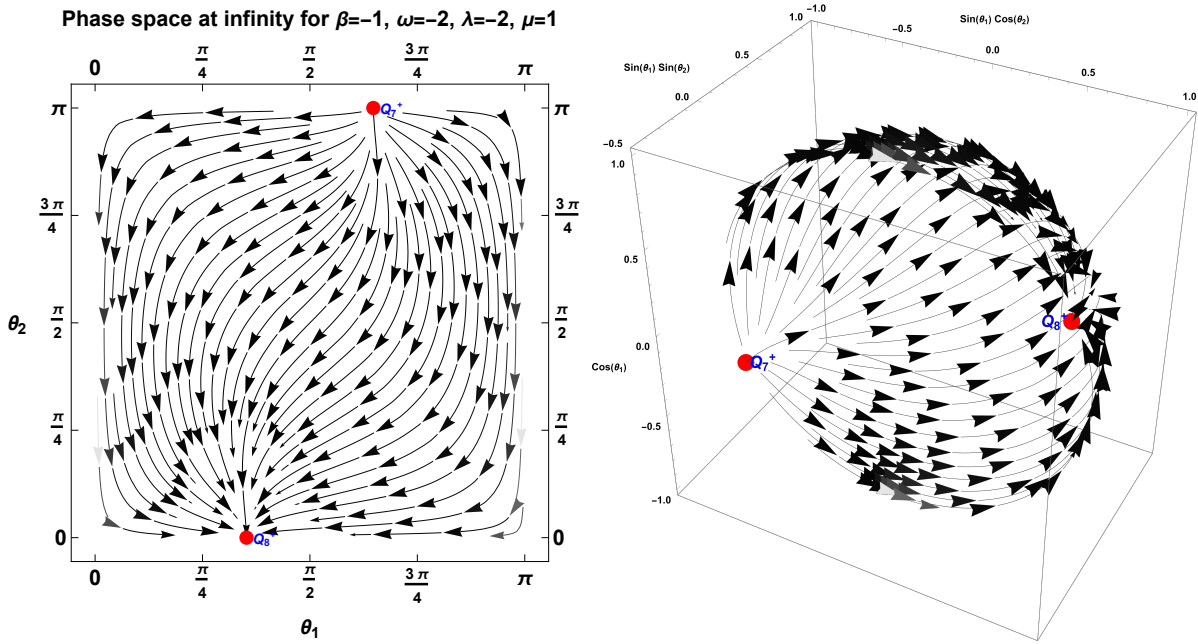 Phase space at infinity for β=−1, ω=−2, λ=−2, μ=1
0 π/4 π/2 3π/4 π
π π
3π/4 3π/4
θ₂ π/2 π/2
π/4 π/4
0 0
0 π/4 π/2 3π/4 π
θ₁
Q₇⁺
Q₈⁺
Sin(θ₁) Cos(θ₂)
−1.0 −0.5 0.0 0.5 1.0
Sin(θ₁) Sin(θ₂)
1.0 0.5 0.0 −0.5
Cos(θ₁)
1.0 0.5 0.0 −0.5 −1.0
Q₇⁺
Q₈⁺